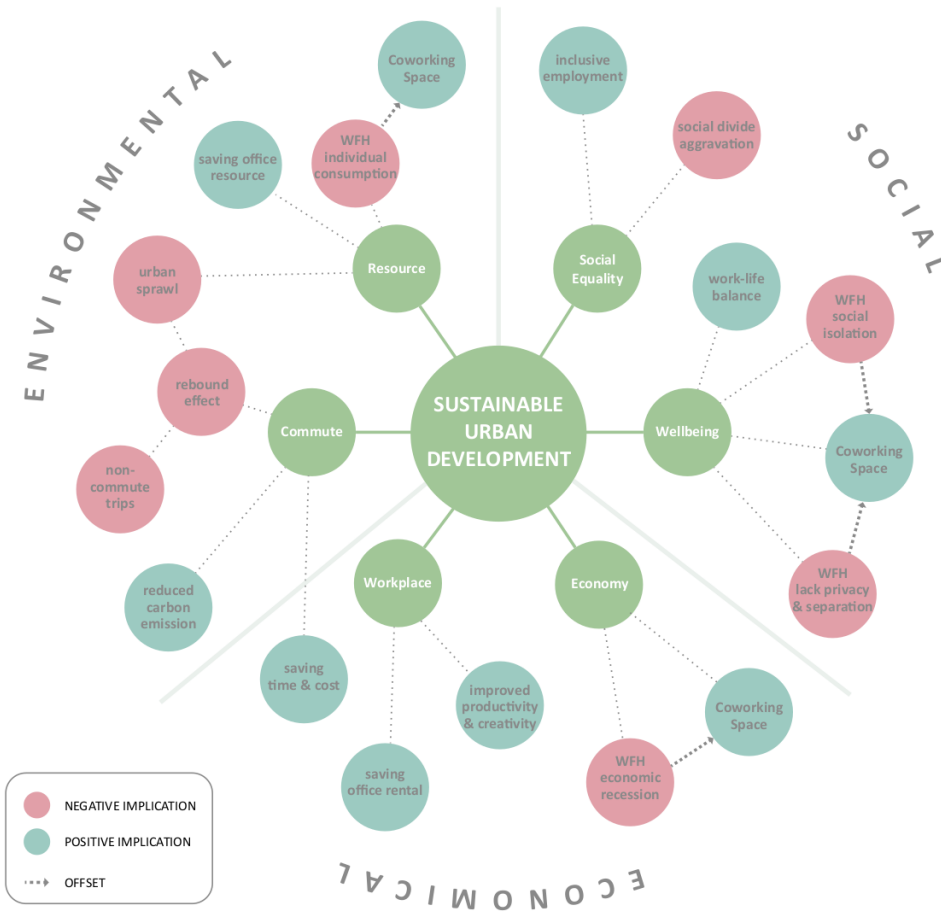 ENVIRONMENTAL
SOCIAL
ECONOMICAL
Coworking
Space
WFH
individual
consumption
saving office
resource
Resource
urban
sprawl
rebound
effect
non-
commute
trips
Commute
reduced
carbon
emission
saving
time & cost
inclusive
employment
social divide
aggravation
Social
Equality
work-life
balance
WFH
social
isolation
Wellbeing
Coworking
Space
WFH
lack privacy
& separation
SUSTAINABLE
URBAN
DEVELOPMENT
Workplace
saving
office rental
improved
productivity
& creativity
Economy
Coworking
Space
WFH
economic
recession
NEGATIVE IMPLICATION
POSITIVE IMPLICATION
OFFSET